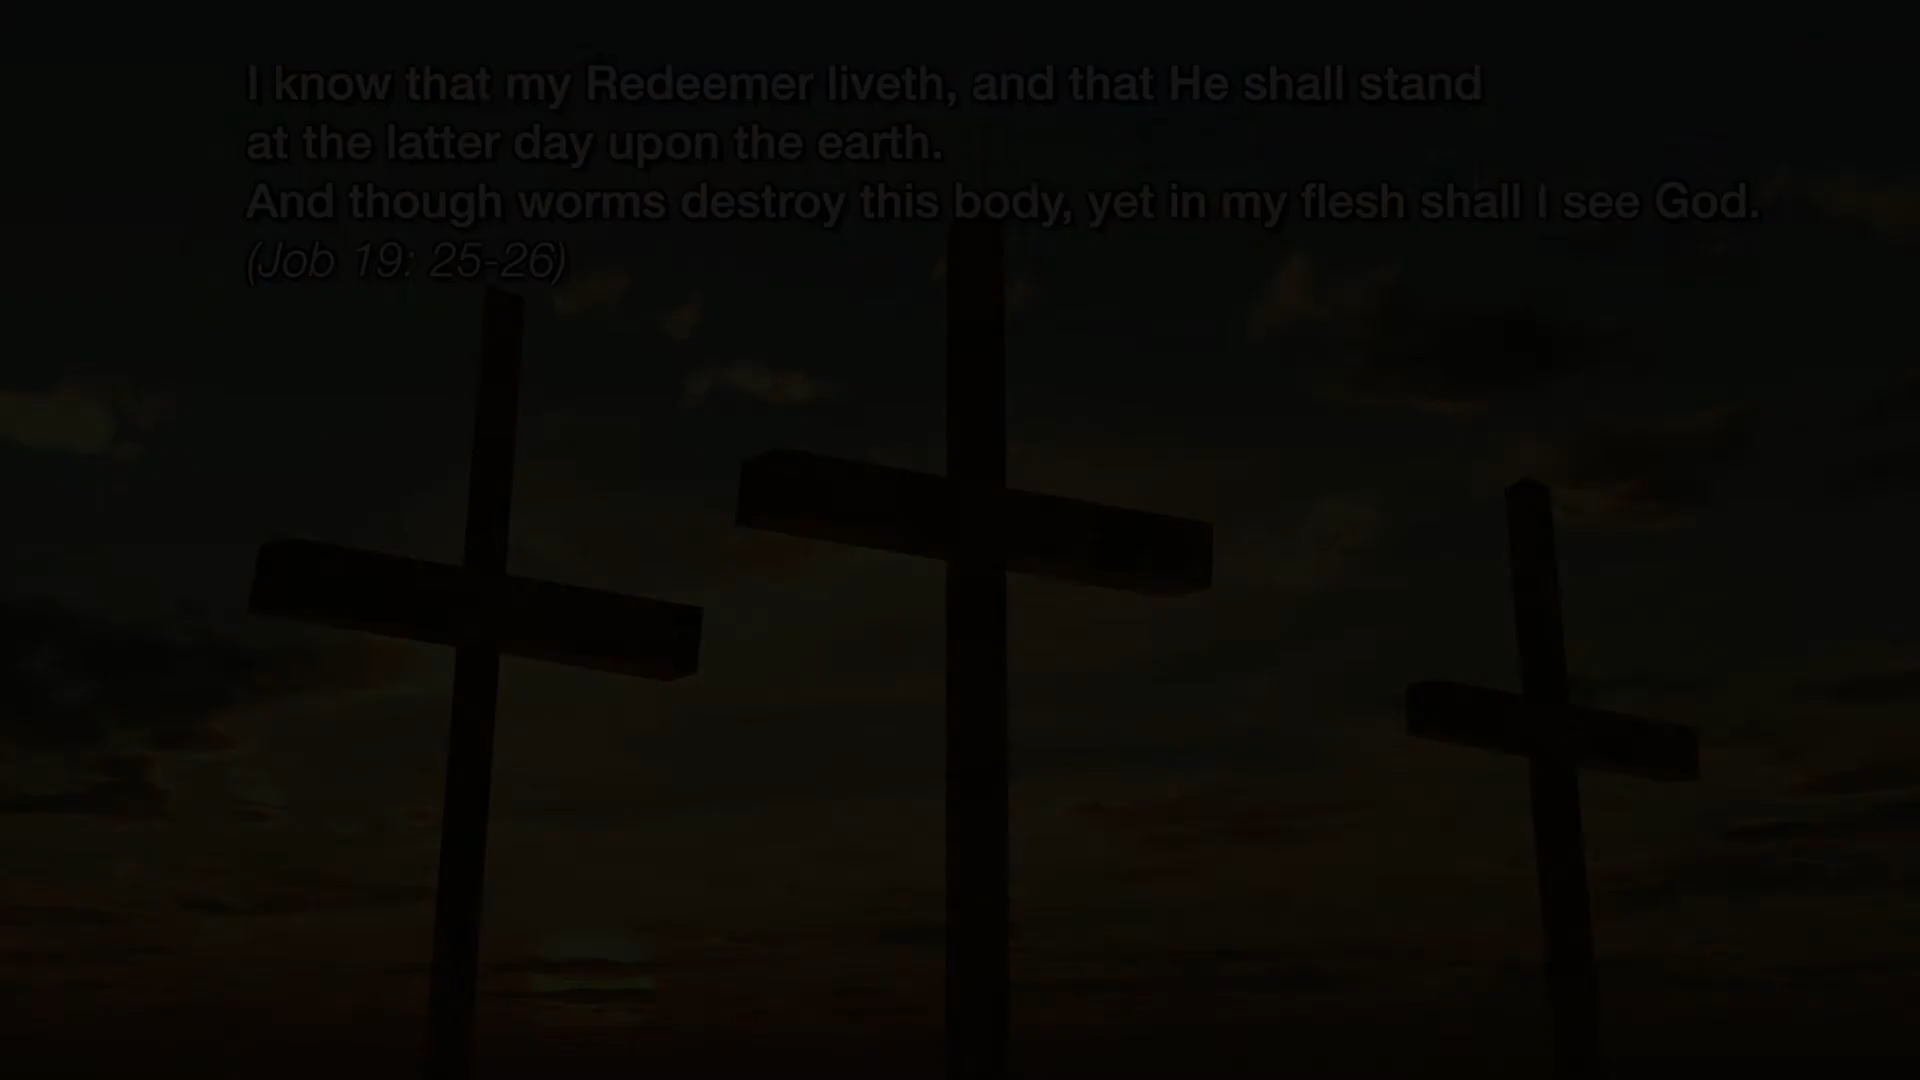 I know that my Redeemer liveth, and that He shall stand
at the latter day upon the earth.
And though worms destroy this body, yet in my flesh shall I see God.
(Job 19: 25-26)